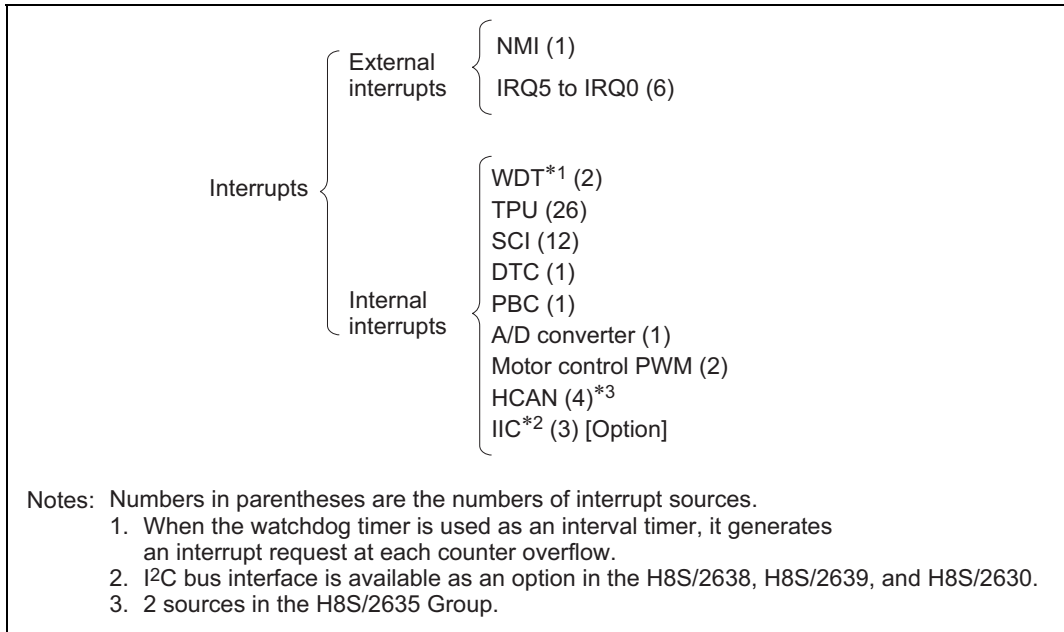 External
interrupts
NMI (1)
IRQ5 to IRQ0 (6)
Interrupts
Internal
interrupts
WDT*1 (2)
TPU (26)
SCI (12)
DTC (1)
PBC (1)
A/D converter (1)
Motor control PWM (2)
HCAN (4)*3
IIC*2 (3) [Option]
Notes: Numbers in parentheses are the numbers of interrupt sources.
1. When the watchdog timer is used as an interval timer, it generates
an interrupt request at each counter overflow.
2. I2C bus interface is available as an option in the H8S/2638, H8S/2639, and H8S/2630.
3. 2 sources in the H8S/2635 Group.